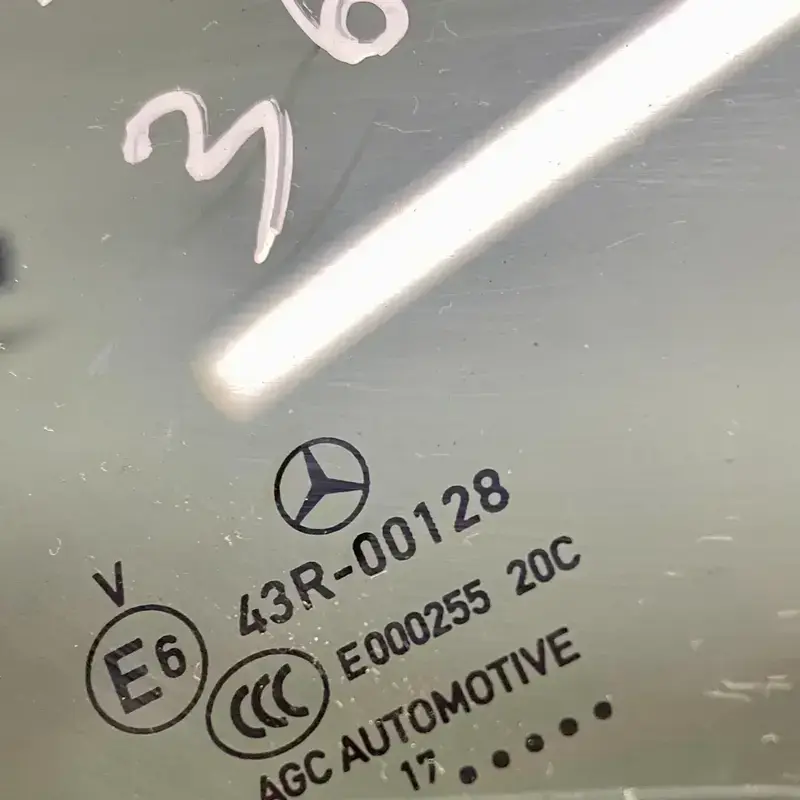 36
V
E6 43R-00128
CCC E000255 20C
AGC AUTOMOTIVE
17 •••••